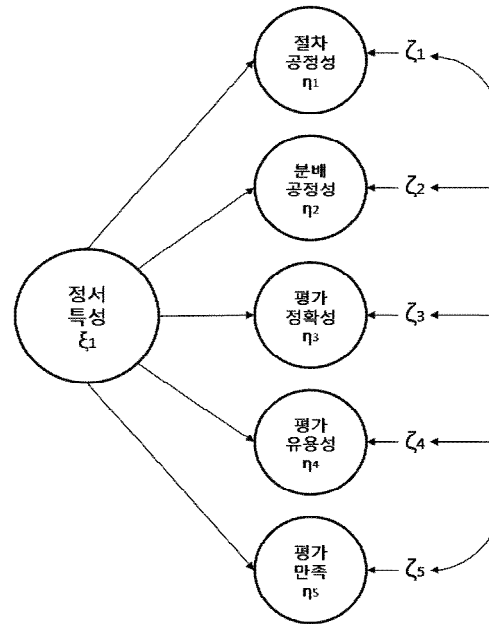 절차
공정성
η1
ζ1
분배
공정성
η2
ζ2
정서
특성
ξ1
평가
정확성
η3
ζ3
평가
유용성
η4
ζ4
평가
만족
η5
ζ5